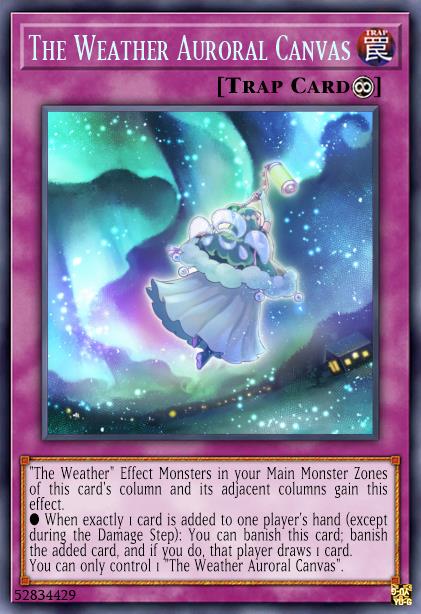 The Weather Auroral Canvas
TRAP
罠
[Trap Card]
"The Weather" Effect Monsters in your Main Monster Zones
of this card's column and its adjacent columns gain this
effect.
● When exactly 1 card is added to one player's hand (except
during the Damage Step): You can banish this card; banish
the added card, and if you do, that player draws 1 card.
You can only control 1 "The Weather Auroral Canvas".
52834429